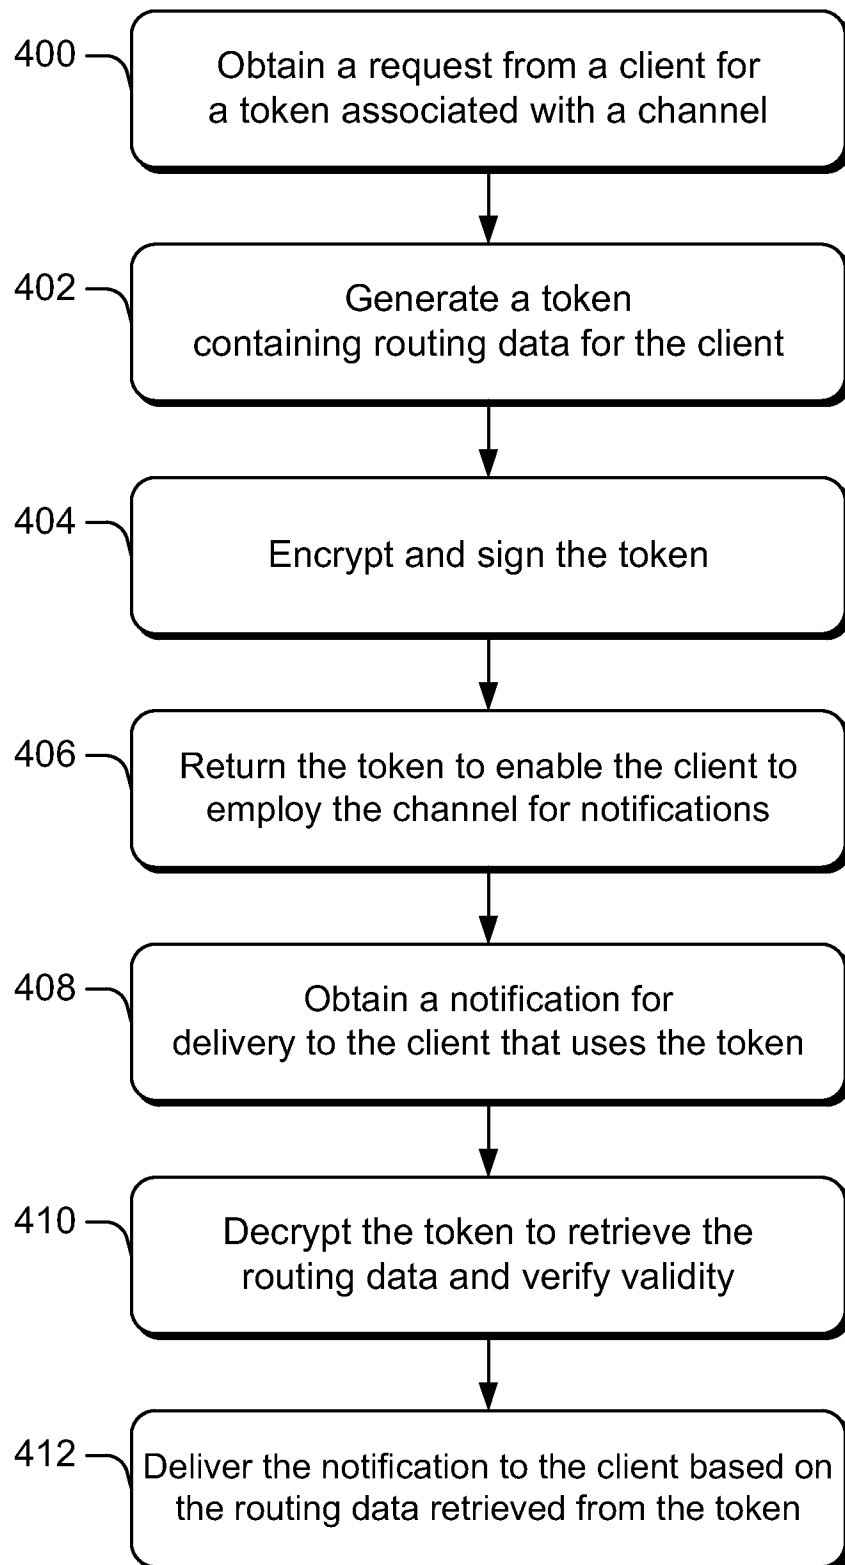 400
Obtain a request from a client for
a token associated with a channel
402
Generate a token
containing routing data for the client
404
Encrypt and sign the token
406
Return the token to enable the client to
employ the channel for notifications
408
Obtain a notification for
delivery to the client that uses the token
410
Decrypt the token to retrieve the
routing data and verify validity
412
Deliver the notification to the client based on
the routing data retrieved from the token